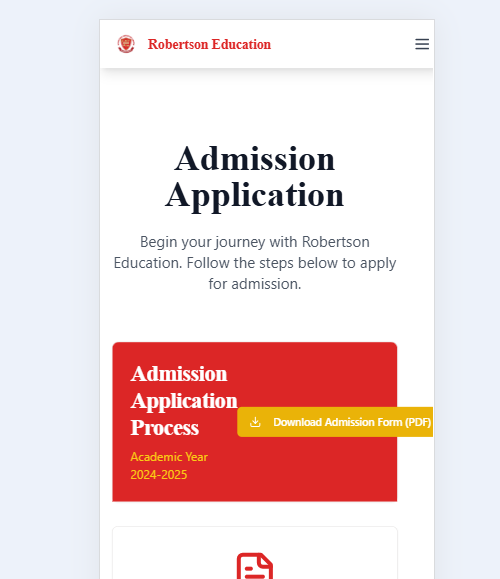 Robertson Education
Admission
Application
Begin your journey with Robertson
Education. Follow the steps below to apply
for admission.
Admission
Application
Process
Download Admission Form (PDF)
Academic Year
2024-2025